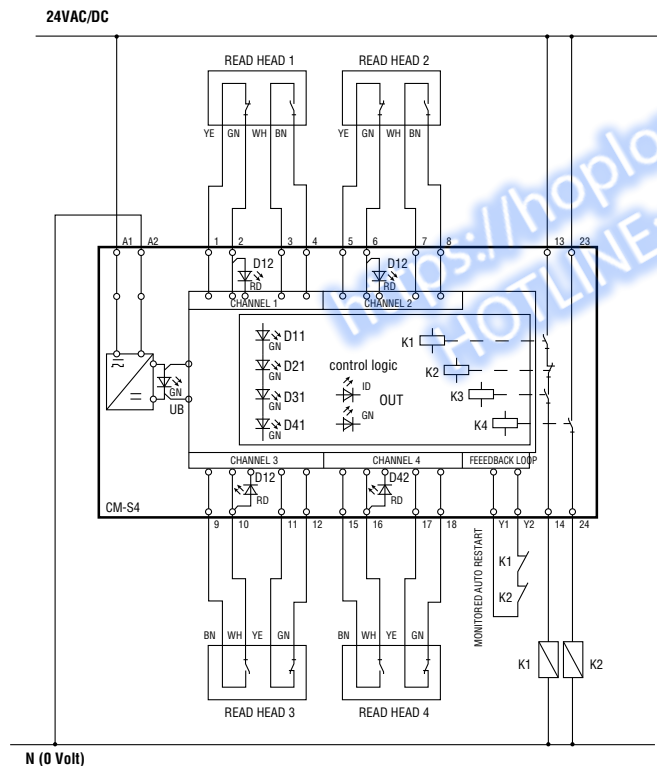 24VAC/DC
READ HEAD 1 READ HEAD 2
YE GN WH BN YE GN WH BN
https://hoplo
HOTLINE:
A1 A2 1 2 3 4 5 6 7 8 13 23
D12 D12
RD RD
CHANNEL 1 CHANNEL 2
D11
GN
K1
D21
GN
control logic
K2
ID
D31
GN
OUT
K3
GN
D41
GN
K4
GN
UB
CHANNEL 3 CHANNEL 4 FEEEDBACK LOOP
D12 D42
RD RD
CM-S4
9 10 11 12 15 16 17 18 Y1 Y2 14 24
MONITORED AUTO RESTART
K1
K2
BN WH YE GN BN WH YE GN
K1 K2
READ HEAD 3 READ HEAD 4
N (0 Volt)